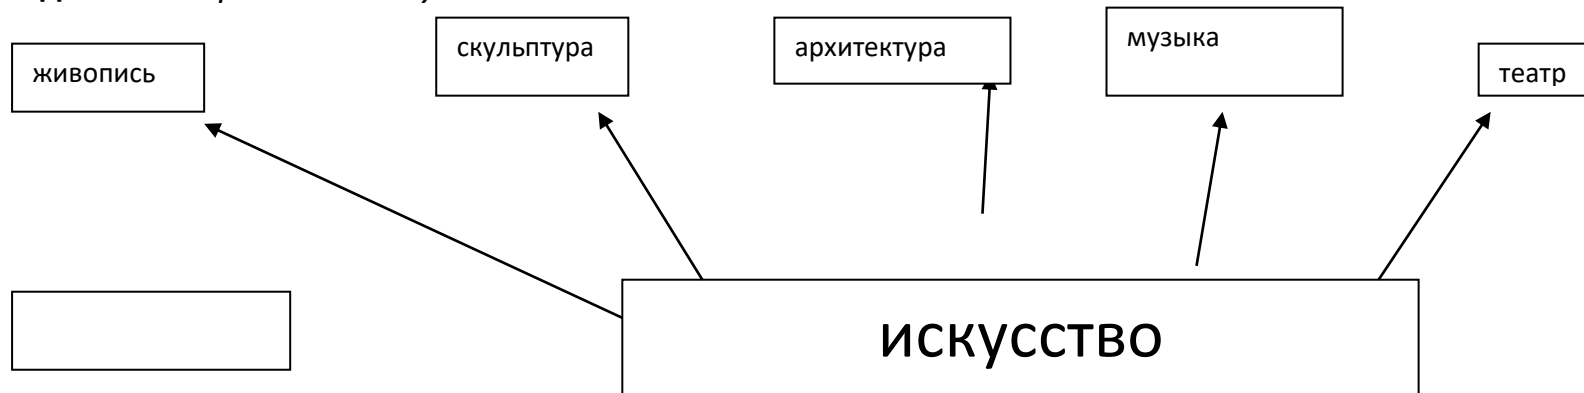 живопись
скульптура
архитектура
музыка
театр
искусство